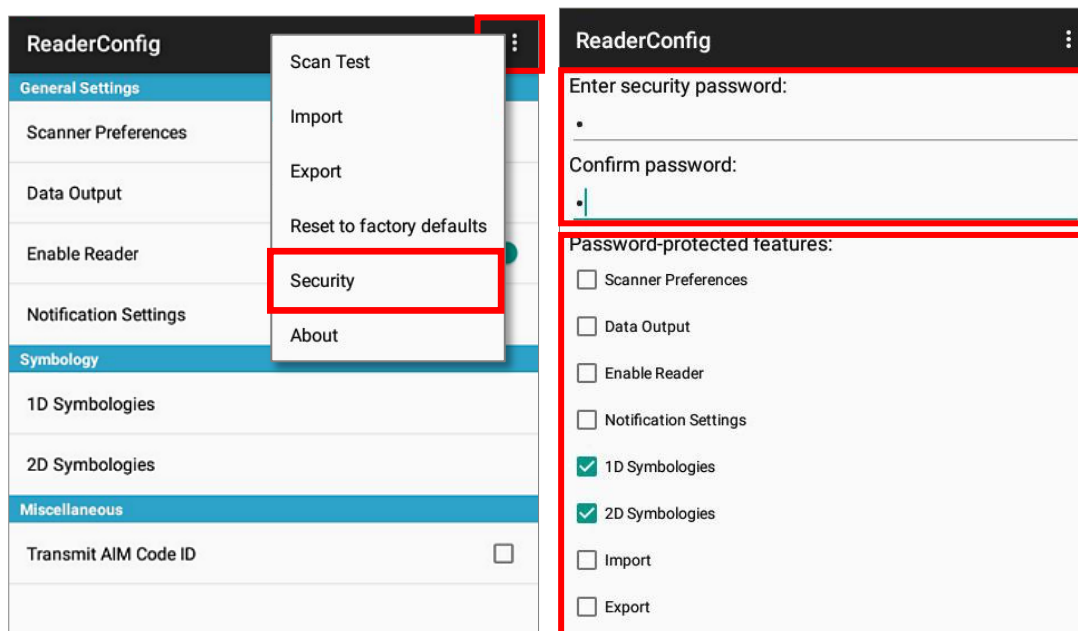 ReaderConfig
General Settings
Scanner Preferences
Data Output
Enable Reader
Notification Settings
Symbology
1D Symbologies
2D Symbologies
Miscellaneous
Transmit AIM Code ID
Scan Test
Import
Export
Reset to factory defaults
Security
About
ReaderConfig
Enter security password:
Confirm password:
Password-protected features:
Scanner Preferences
Data Output
Enable Reader
Notification Settings
1D Symbologies
2D Symbologies
Import
Export